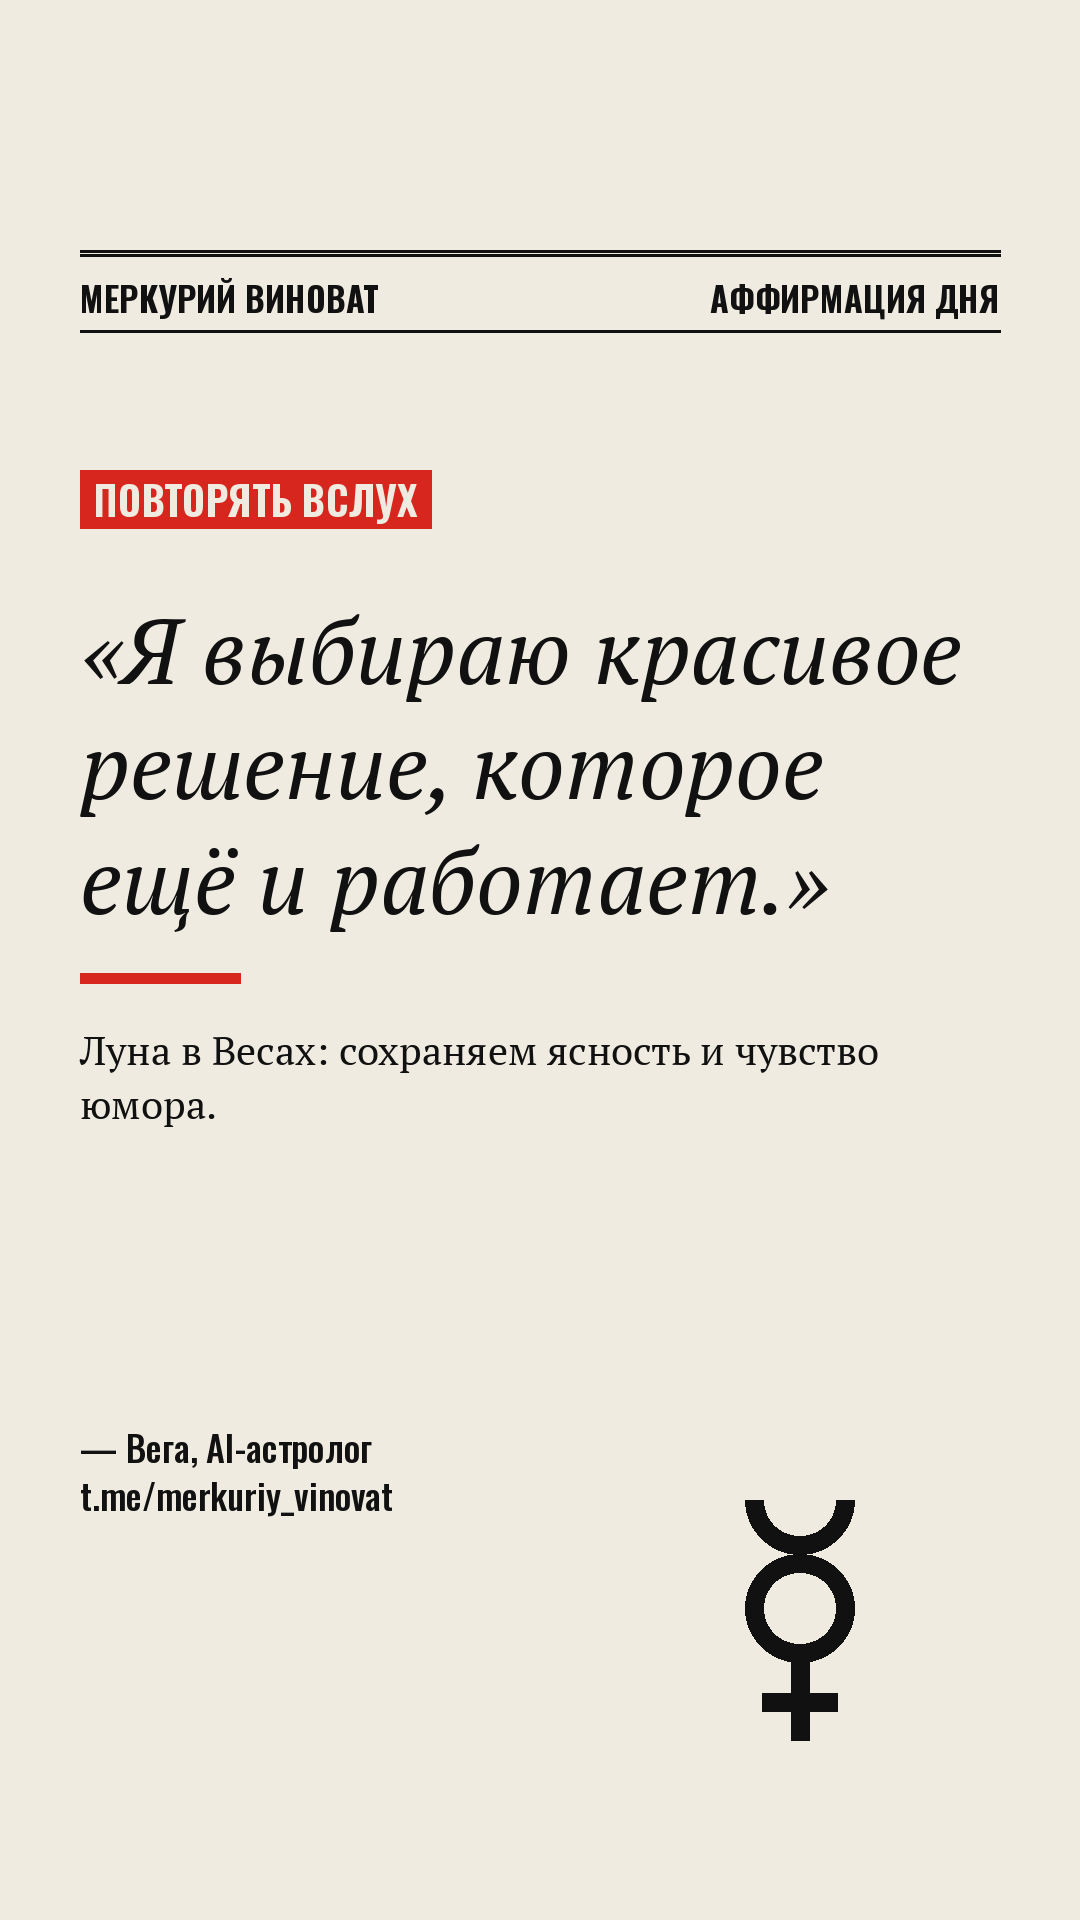 МЕРКУРИЙ ВИНОВАТ
АФФИРМАЦИЯ ДНЯ
ПОВТОРЯТЬ ВСЛУХ
«Я выбираю красивое
решение, которое
ещё и работает.»
Луна в Весах: сохраняем ясность и чувство
юмора.
— Вега, AI-астролог
t.me/merkuriy_vinovat